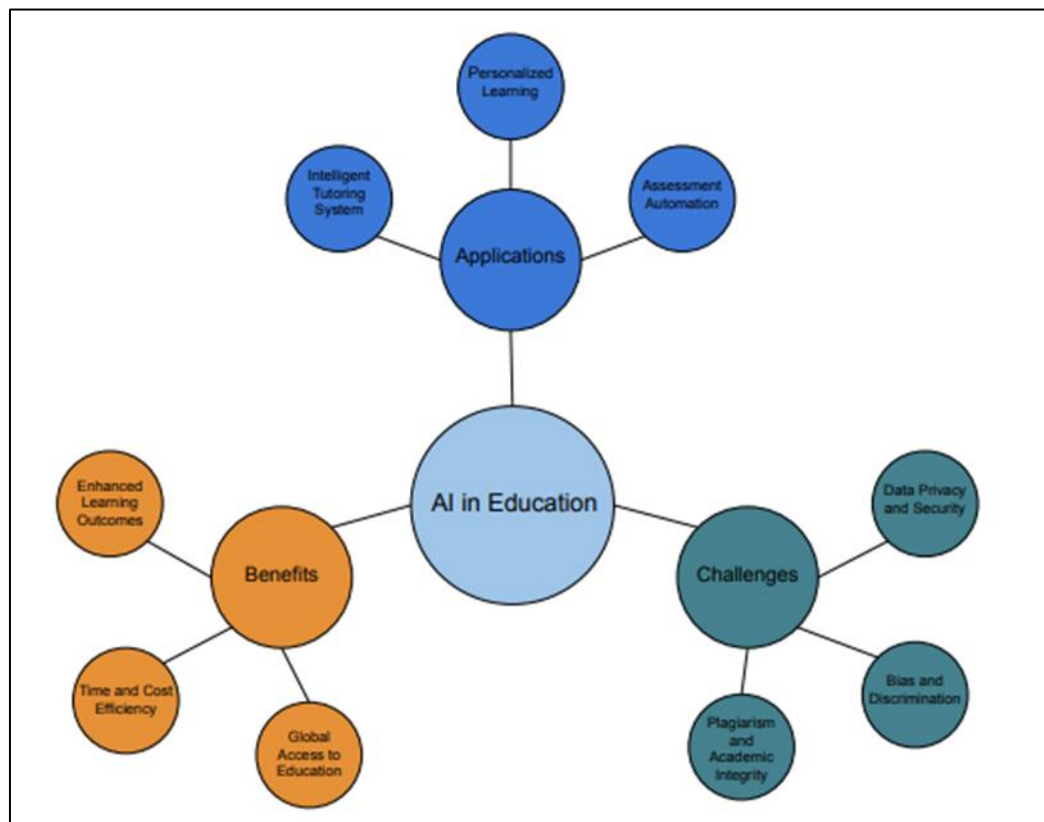 Personalized
Learning
Intelligent
Tutoring
System
Assessment
Automation
Applications
AI in Education
Enhanced
Learning
Outcomes
Benefits
Time and Cost
Efficiency
Global
Access to
Education
Data Privacy
and Security
Challenges
Bias and
Discrimination
Plagiarism
and
Academic
Integrity